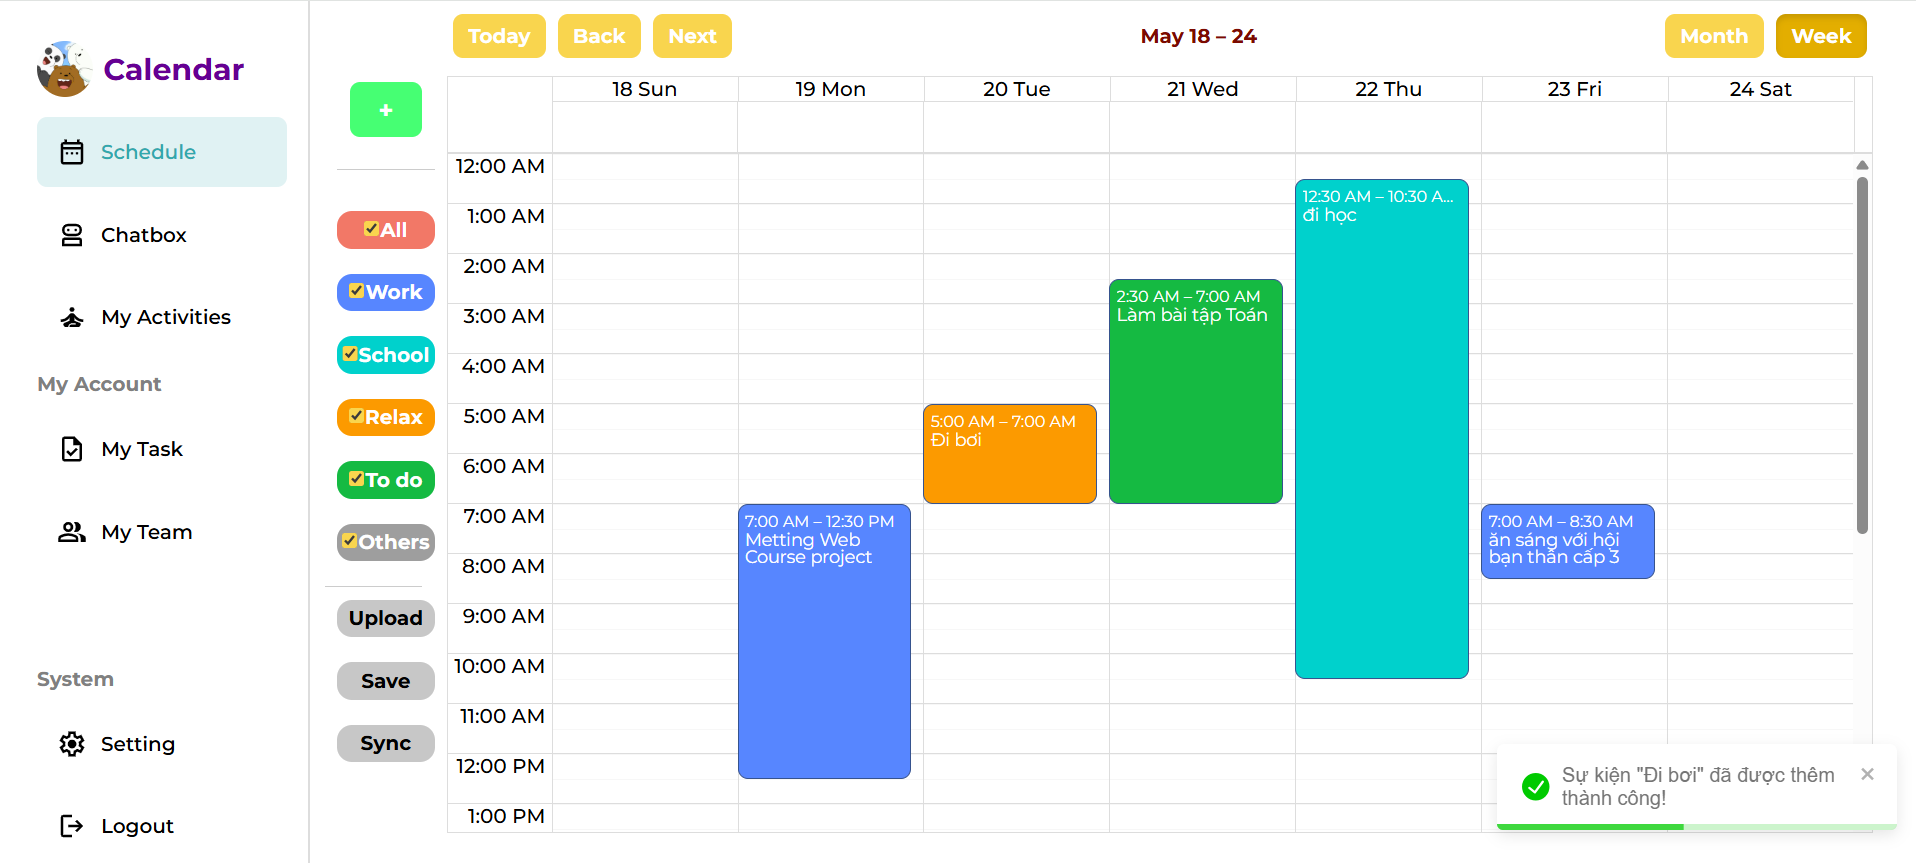 Calendar
Schedule
Chatbox
My Activities
My Account
My Task
My Team
System
Setting
Logout
+
All
Work
School
Relax
To do
Others
Upload
Save
Sync
Today
Back
Next
May 18 – 24
Month
Week
18 Sun
19 Mon
20 Tue
21 Wed
22 Thu
23 Fri
24 Sat
12:00 AM
1:00 AM
2:00 AM
3:00 AM
4:00 AM
5:00 AM
6:00 AM
7:00 AM
8:00 AM
9:00 AM
10:00 AM
11:00 AM
12:00 PM
1:00 PM
7:00 AM – 12:30 PM
Metting Web
Course project
5:00 AM – 7:00 AM
Đi bơi
2:30 AM – 7:00 AM
Làm bài tập Toán
12:30 AM – 10:30 A...
đi học
7:00 AM – 8:30 AM
ăn sáng với hội
bạn thân cấp 3
Sự kiện "Đi bơi" đã được thêm
thành công!